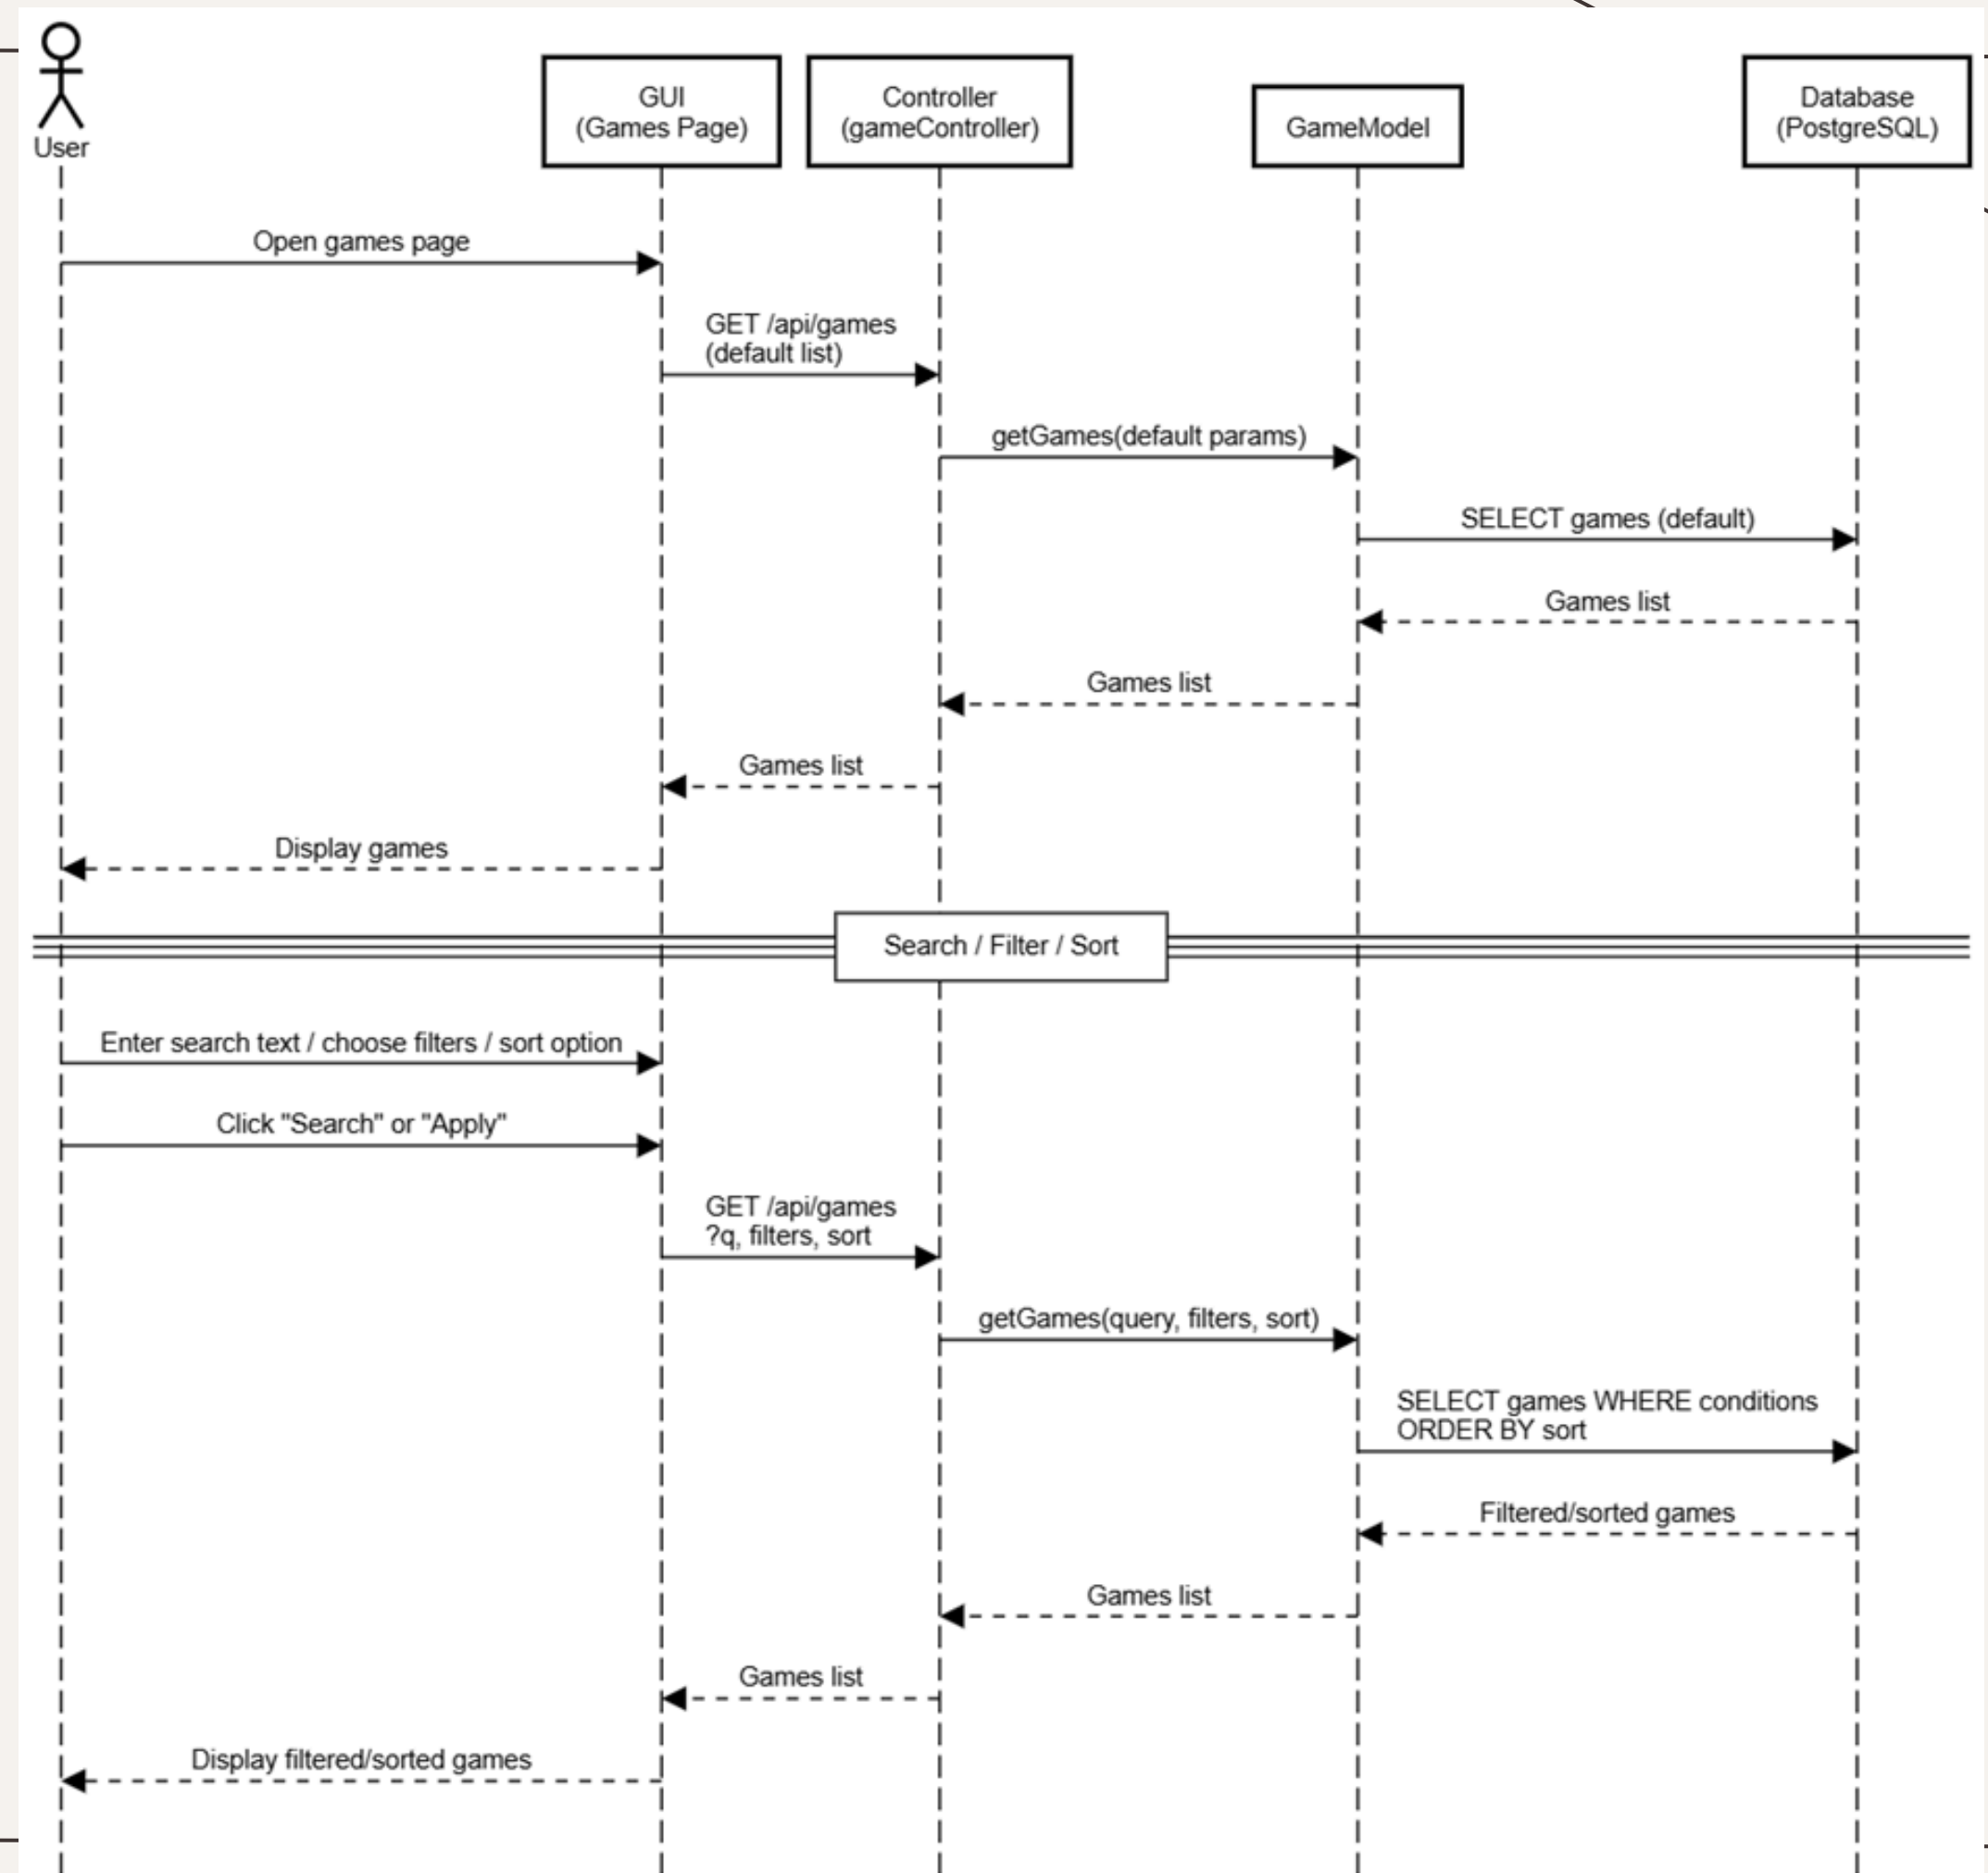 User
GUI
(Games Page)
Controller
(gameController)
GameModel
Database
(PostgreSQL)
Open games page
GET /api/games
(default list)
getGames(default params)
SELECT games (default)
Games list
Games list
Games list
Display games
Search / Filter / Sort
Enter search text / choose filters / sort option
Click "Search" or "Apply"
GET /api/games
?q, filters, sort
getGames(query, filters, sort)
SELECT games WHERE conditions
ORDER BY sort
Filtered/sorted games
Games list
Games list
Display filtered/sorted games